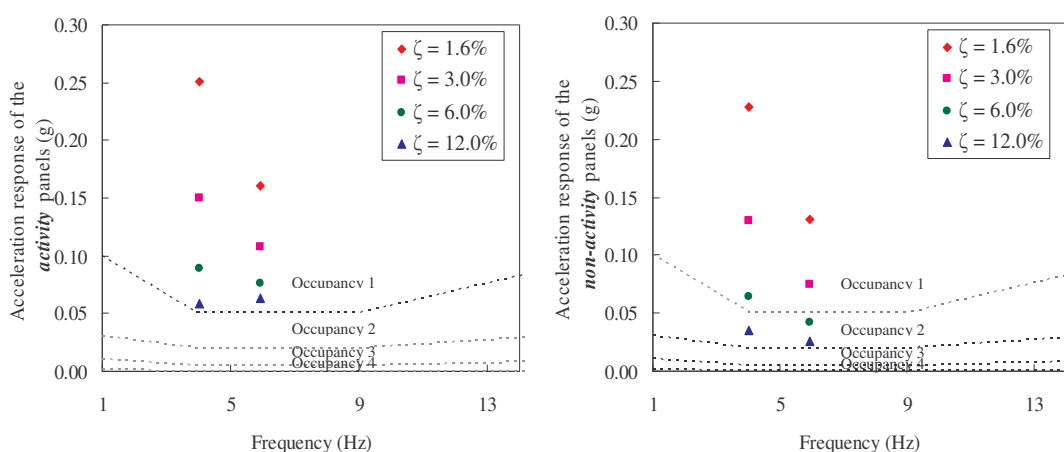 Acceleration response of the
activity panels (g)
0.30
0.25
0.20
0.15
0.10
0.05
0.00
ζ = 1.6%
ζ = 3.0%
ζ = 6.0%
ζ = 12.0%
Occupancy 1
Occupancy 2
Occupancy 3
Occupancy 4
1
5
9
13
Frequency (Hz)
Acceleration response of the
non-activity panels (g)
0.30
0.25
0.20
0.15
0.10
0.05
0.00
ζ = 1.6%
ζ = 3.0%
ζ = 6.0%
ζ = 12.0%
Occupancy 1
Occupancy 2
Occupancy 3
Occupancy 4
1
5
9
13
Frequency (Hz)